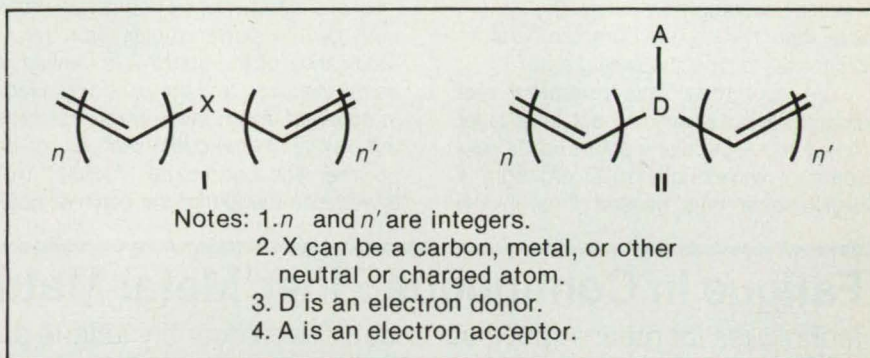 A
X
D
n
n'
n
n'
I
II
Notes: 1.n and n' are integers.
2. X can be a carbon, metal, or other
neutral or charged atom.
3. D is an electron donor.
4. A is an electron acceptor.